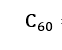 C₆₀ =